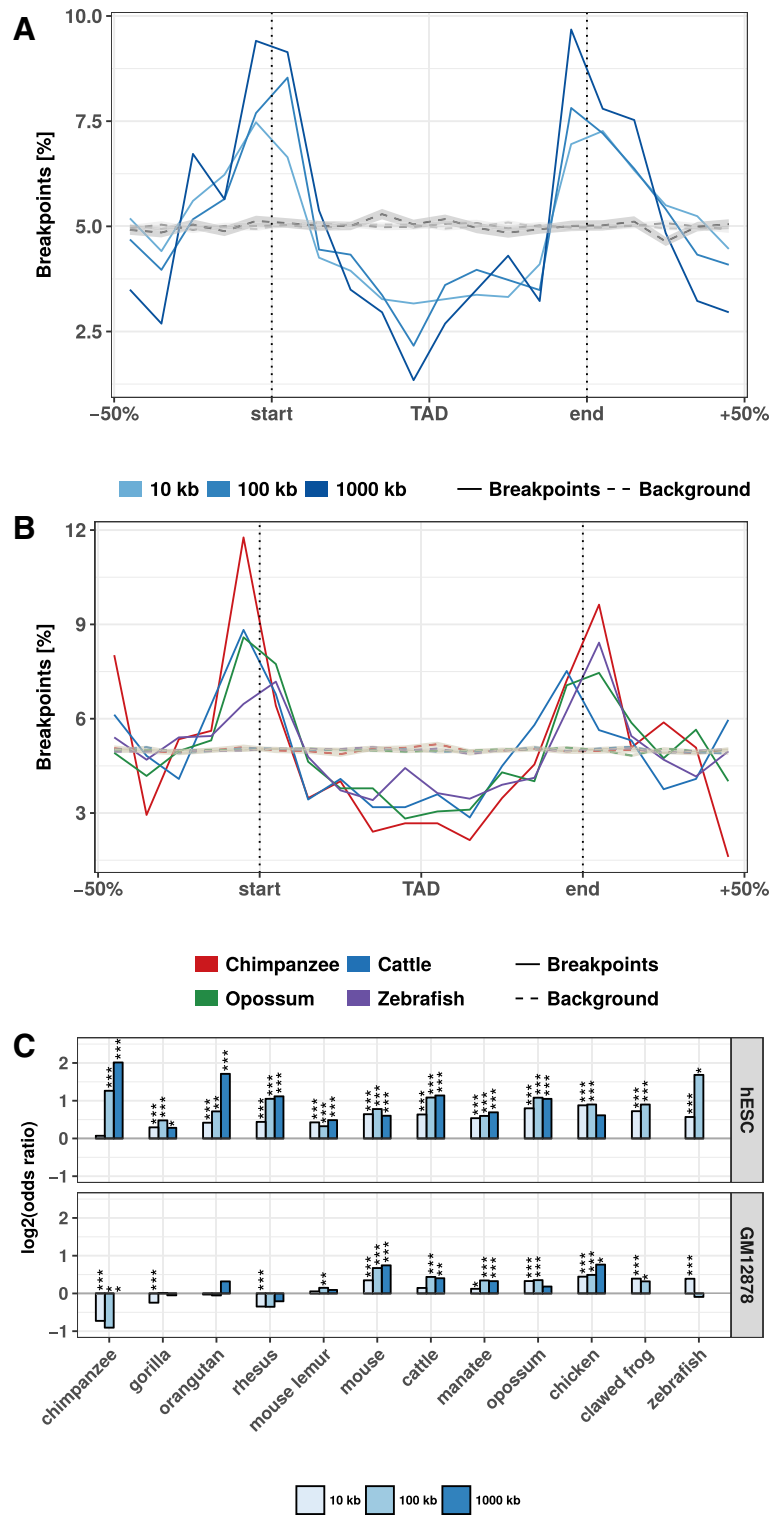 A
Breakpoints [%]
10.0
7.5
5.0
2.5
−50% start TAD end +50%
10 kb 100 kb 1000 kb Breakpoints Background
B
Breakpoints [%]
12
9
6
3
−50% start TAD end +50%
Chimpanzee Cattle Breakpoints
Opossum Zebrafish Background
C
log2(odds ratio)
2
1
0
−1
hESC
*** *** *** *** * *** ** *** *** *** *** *** *** *** *** *** *** *** *** *** *** *** *** *** *** *** *** *** *** *** *** *** *
2
1
0
−1
GM12878
*** * * *** *** ** *** *** *** *** ** * *** *** *** *** *** *** * *** * ***
chimpanzee gorilla orangutan rhesus mouse lemur mouse cattle manatee opossum chicken clawed frog zebrafish
10 kb 100 kb 1000 kb